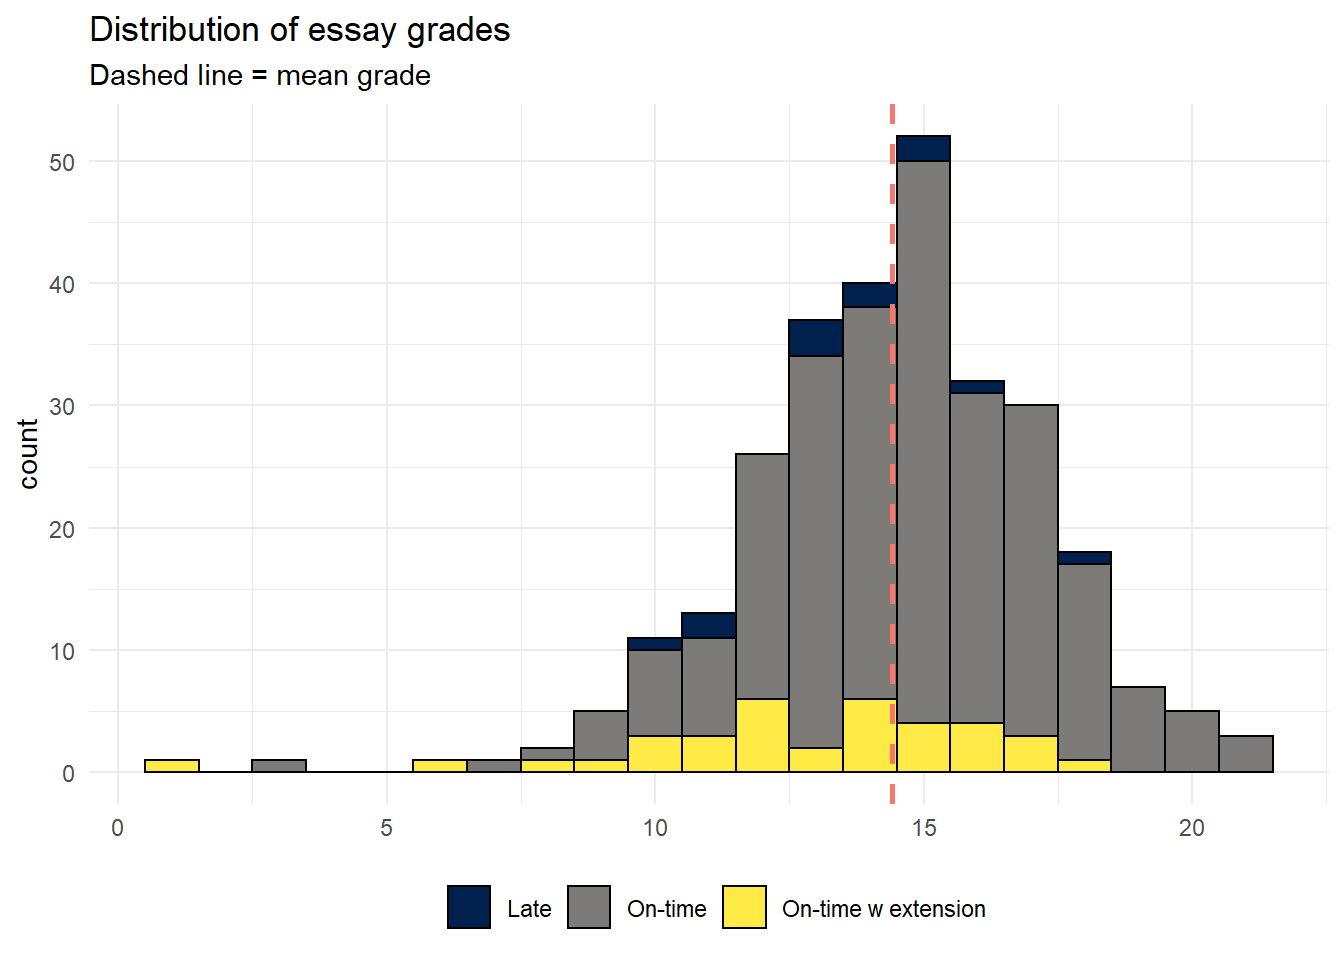 Distribution of essay grades
Dashed line = mean grade
50
40
30
20
10
0
count
0 5 10 15 20
Late On-time On-time w extension